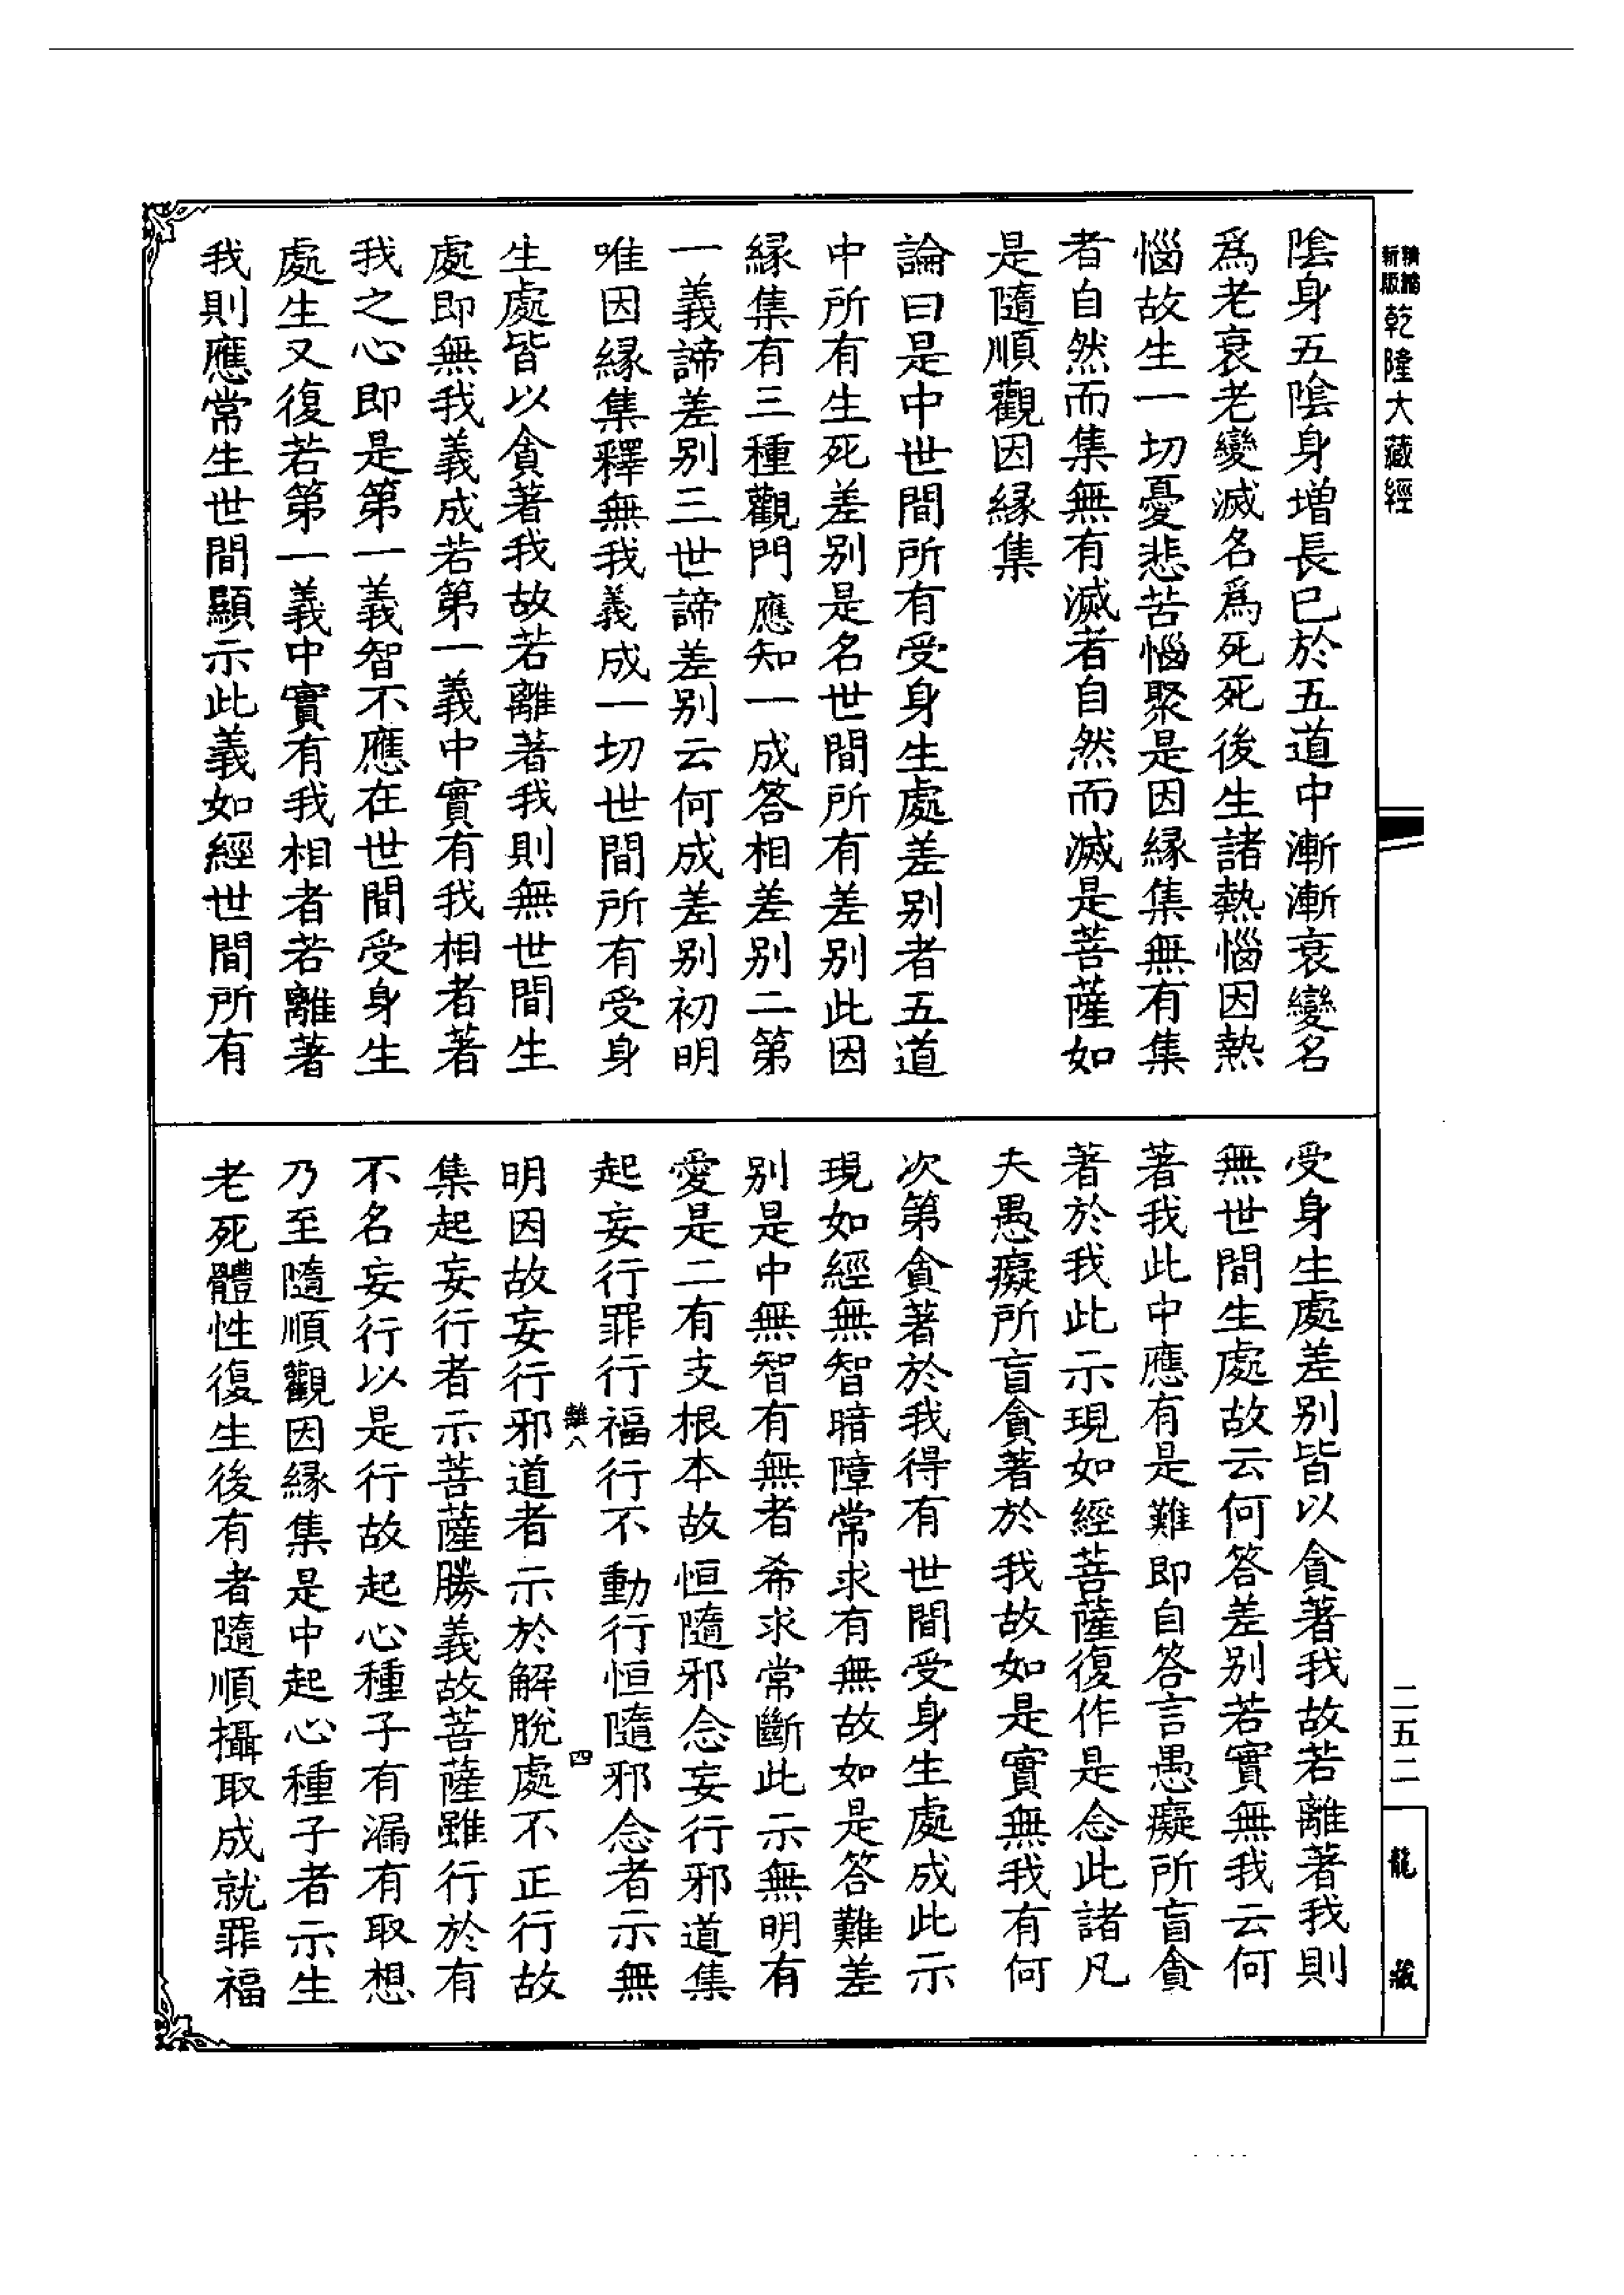 新版
精縮
乾隆大藏經
二五二
龍藏
陰身五陰身增長已於五道中漸漸衰變名
爲老衰老變滅名爲死死後生諸熱惱因熱
惱故生一切憂悲苦惱聚是因緣集無有集
者自然而集無有滅者自然而滅是菩薩如
是隨順觀因緣集
論曰是中世間所有受身生處差別者五道
中所有生死差別是名世間所有差別此因
緣集有三種觀門應知一成答相差別二第
一義諦差別三世諦差別云何成差別初明
唯因緣集釋無我義成一切世間所有受身
生處皆以貪著我故若離著我則無世間生
處即無我義成若第一義中實有我相者著
我之心即是第一義智不應在世間受身生
處生又復若第一義中實有我相者若離著
我則應常生世間顯示此義如經世間所有
受身生處差別皆以貪著我故若離著我則
無世間生處故云何答差別若實無我云何
著我此中應有是難即自答言愚癡所盲貪
著於我此示現如經菩薩復作是念此諸凡
夫愚癡所盲貪著於我故如是實無我有何
次第貪著於我得有世間受身生處成此示
現如經無智暗障常求有無故如是答難差
別是中無智有無者希求常斷此示無明有
愛是二有支根本故恒隨邪念妄行邪道集
起妄行罪行福行不動行恒隨邪念者示無
雞八
四
明因故妄行邪道者示於解脫處不正行故
集起妄行者示菩薩勝義故菩薩雖行於有
不名妄行以是行故起心種子有漏有取想
乃至隨順觀因緣集是中起心種子者示生
老死體性復生後有者隨順攝取成就罪福